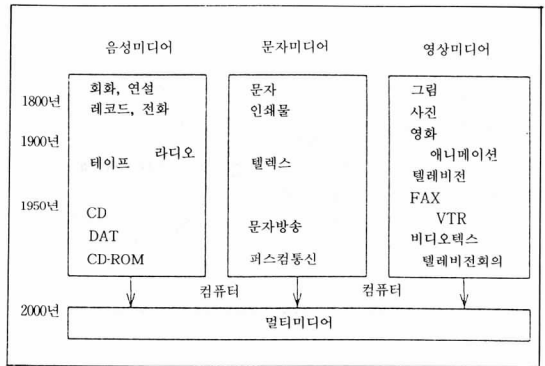 음성미디어 문자미디어 영상미디어
회화, 연설 문자 그림
1800년
레코드, 전화 인쇄물 사진
1900년 영화
라디오 애니메이션
테이프 텔렉스
텔레비전
1950년 FAX
CD VTR
문자방송
DAT 비디오텍스
CD-ROM 퍼스컴통신 텔레비전회의
컴퓨터 컴퓨터
2000년
멀티미디어